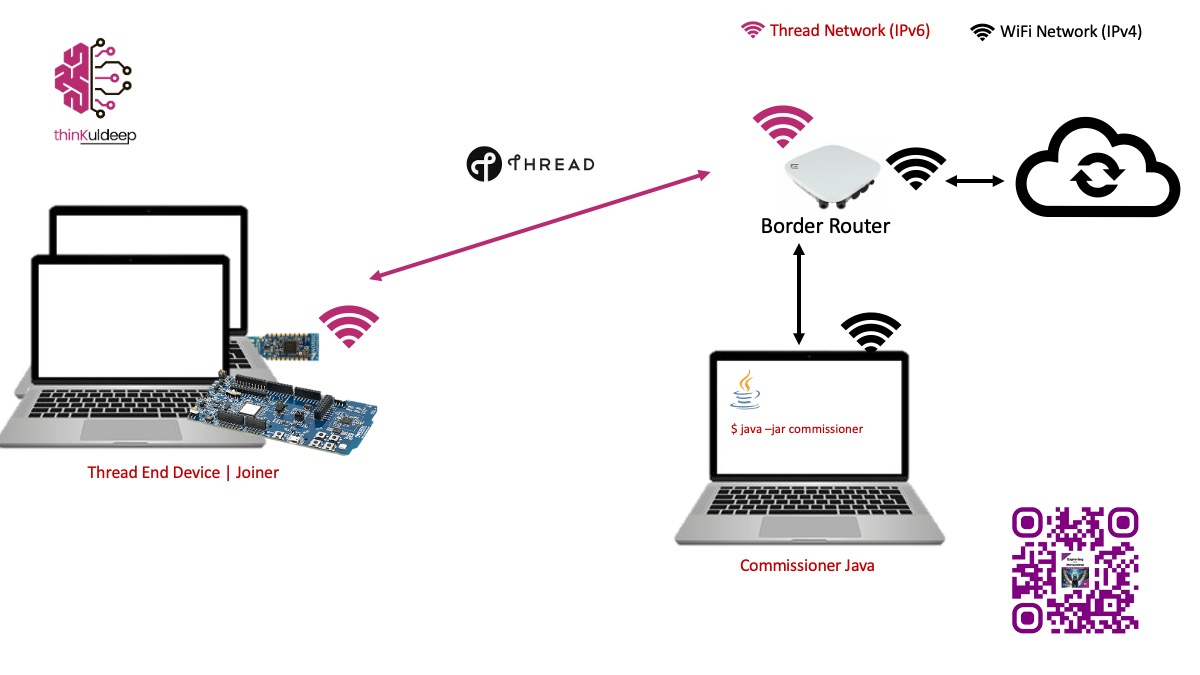 Thread Network (IPv6)
WiFi Network (IPv4)
thinKuldeep
THREAD
Border Router
$ java –jar commissioner
Thread End Device | Joiner
Commissioner Java